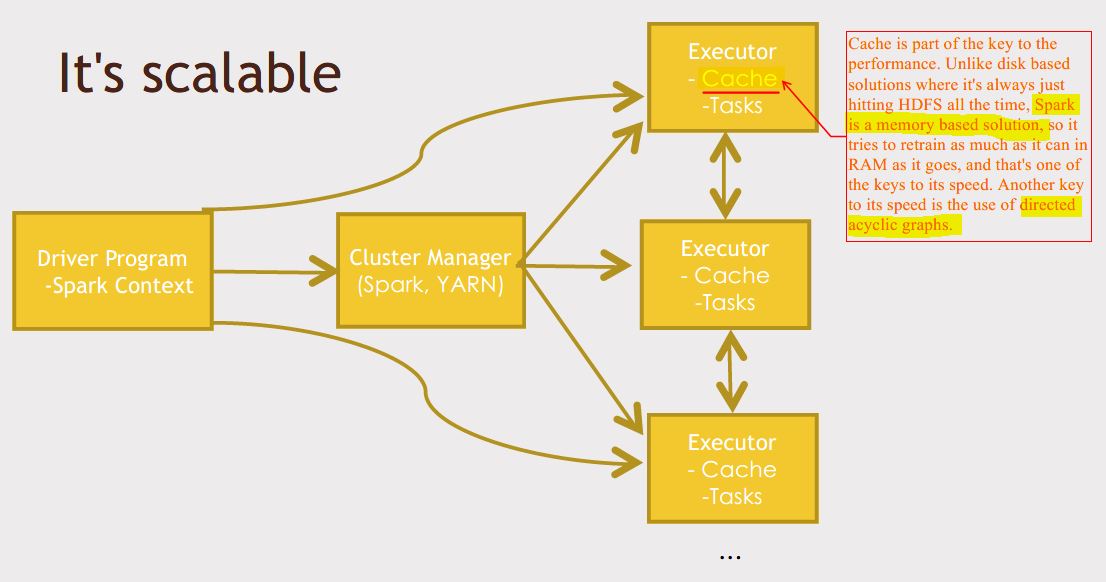 It's scalable
Driver Program
-Spark Context
Cluster Manager
(Spark, YARN)
Executor
- Cache
-Tasks
Cache is part of the key to the
performance. Unlike disk based
solutions where it's always just
hitting HDFS all the time, Spark
is a memory based solution, so it
tries to retrain as much as it can in
RAM as it goes, and that's one of
the keys to its speed. Another key
to its speed is the use of directed
acyclic graphs.
Executor
- Cache
-Tasks
Executor
- Cache
-Tasks
...